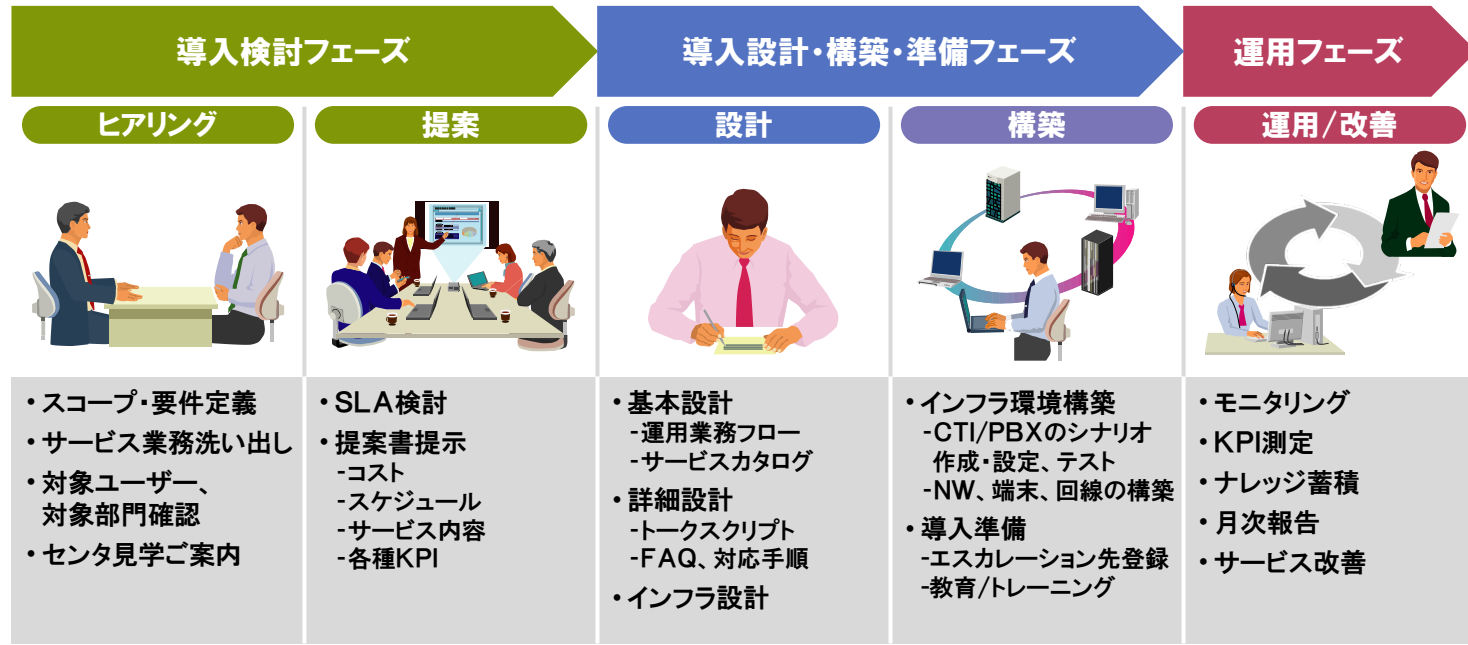 導入検討フェーズ
導入設計・構築・準備フェーズ
運用フェーズ
ヒアリング
提案
設計
構築
運用/改善
・スコープ・要件定義
・サービス業務洗い出し
・対象ユーザー、
対象部門確認
・センタ見学ご案内
・SLA検討
・提案書提示
-コスト
-スケジュール
-サービス内容
-各種KPI
・基本設計
-運用業務フロー
-サービスカタログ
・詳細設計
-トークスクリプト
-FAQ、対応手順
・インフラ設計
・インフラ環境構築
-CTI/PBXのシナリオ
作成・設定、テスト
-NW、端末、回線の構築
・導入準備
-エスカレーション先登録
-教育/トレーニング
・モニタリング
・KPI測定
・ナレッジ蓄積
・月次報告
・サービス改善